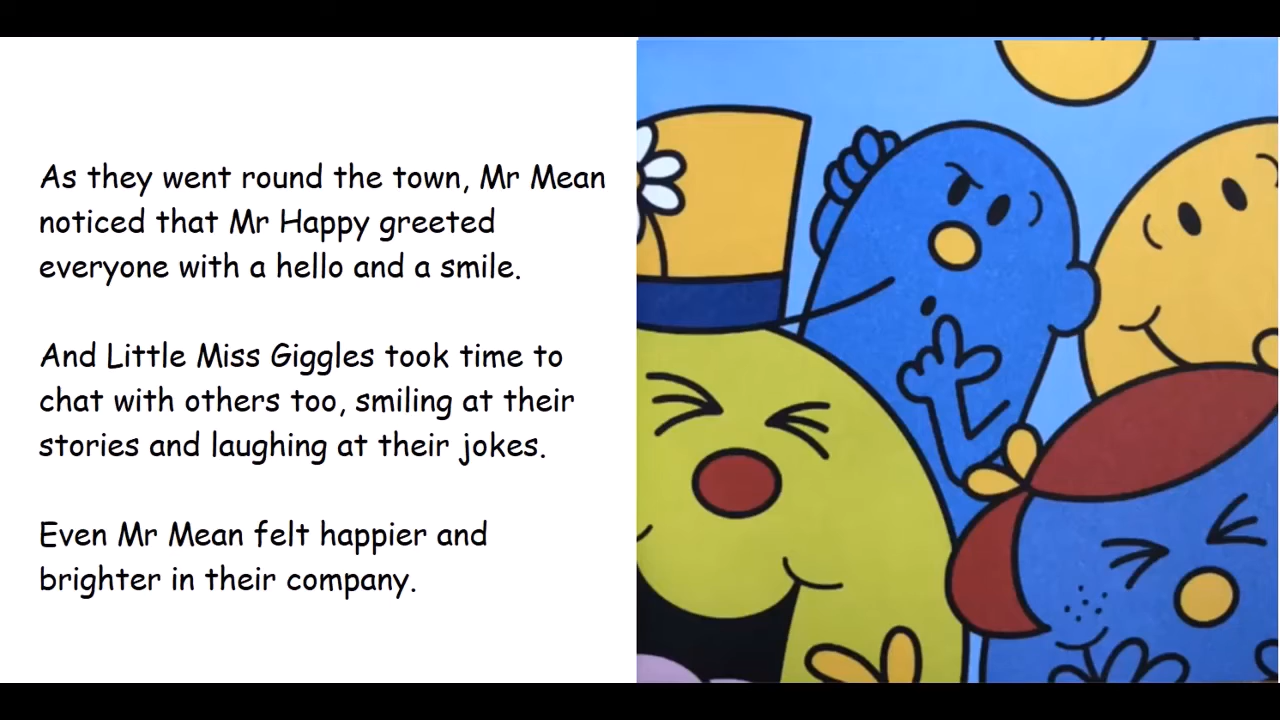 As they went round the town, Mr Mean
noticed that Mr Happy greeted
everyone with a hello and a smile.
And Little Miss Giggles took time to
chat with others too, smiling at their
stories and laughing at their jokes.
Even Mr Mean felt happier and
brighter in their company.